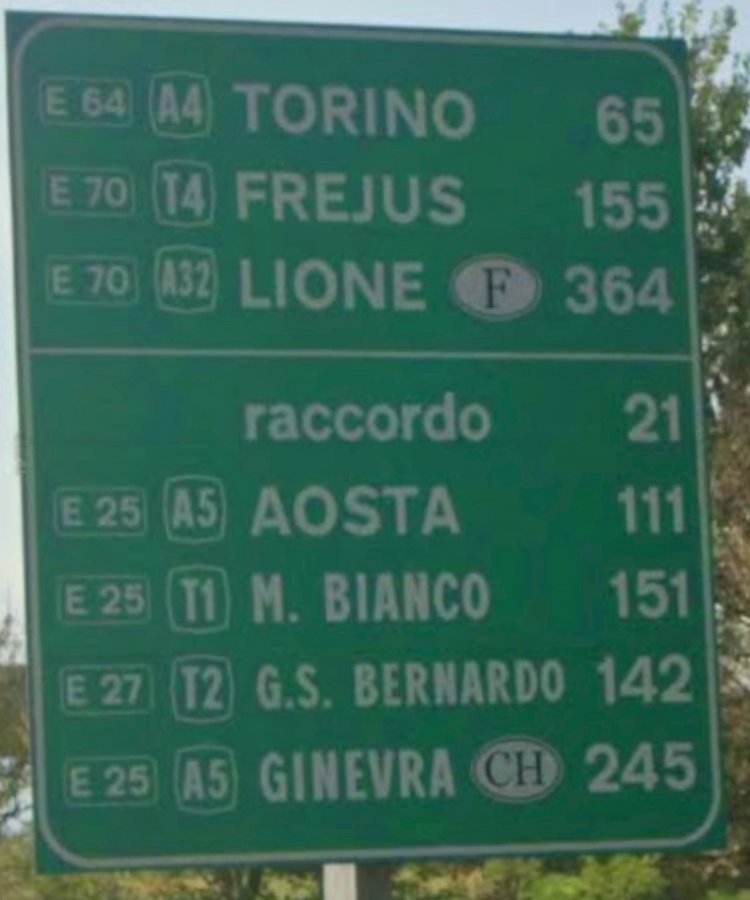 E 64 A4 TORINO 65
E 70 T4 FREJUS 155
E 70 A32 LIONE F 364
raccordo 21
E 25 A5 AOSTA 111
E 25 T1 M. BIANCO 151
E 27 T2 G.S. BERNARDO 142
E 25 A5 GINEVRA CH 245